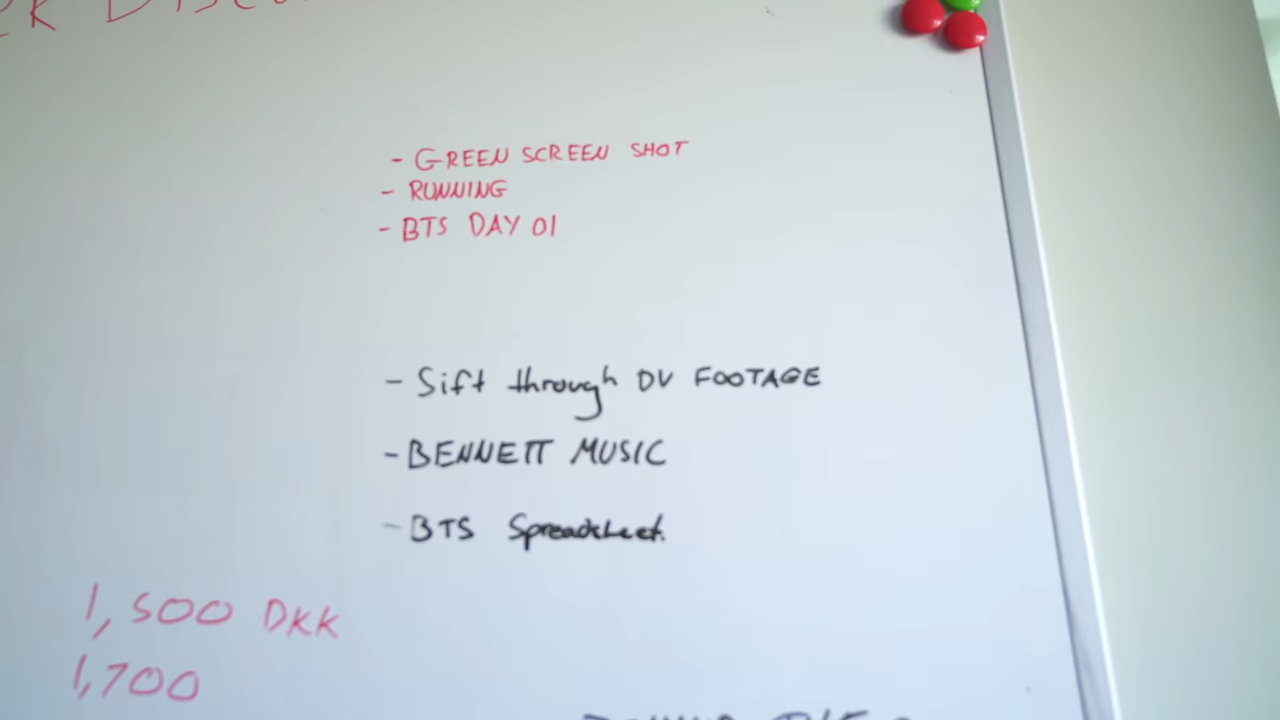 - GREEN SCREEN SHOT
- RUNNING
- BTS DAY 01
- Sift through DV FOOTAGE
- BENNETT MUSIC
- BTS Spreadsheet.
1,500 DKK
1,700